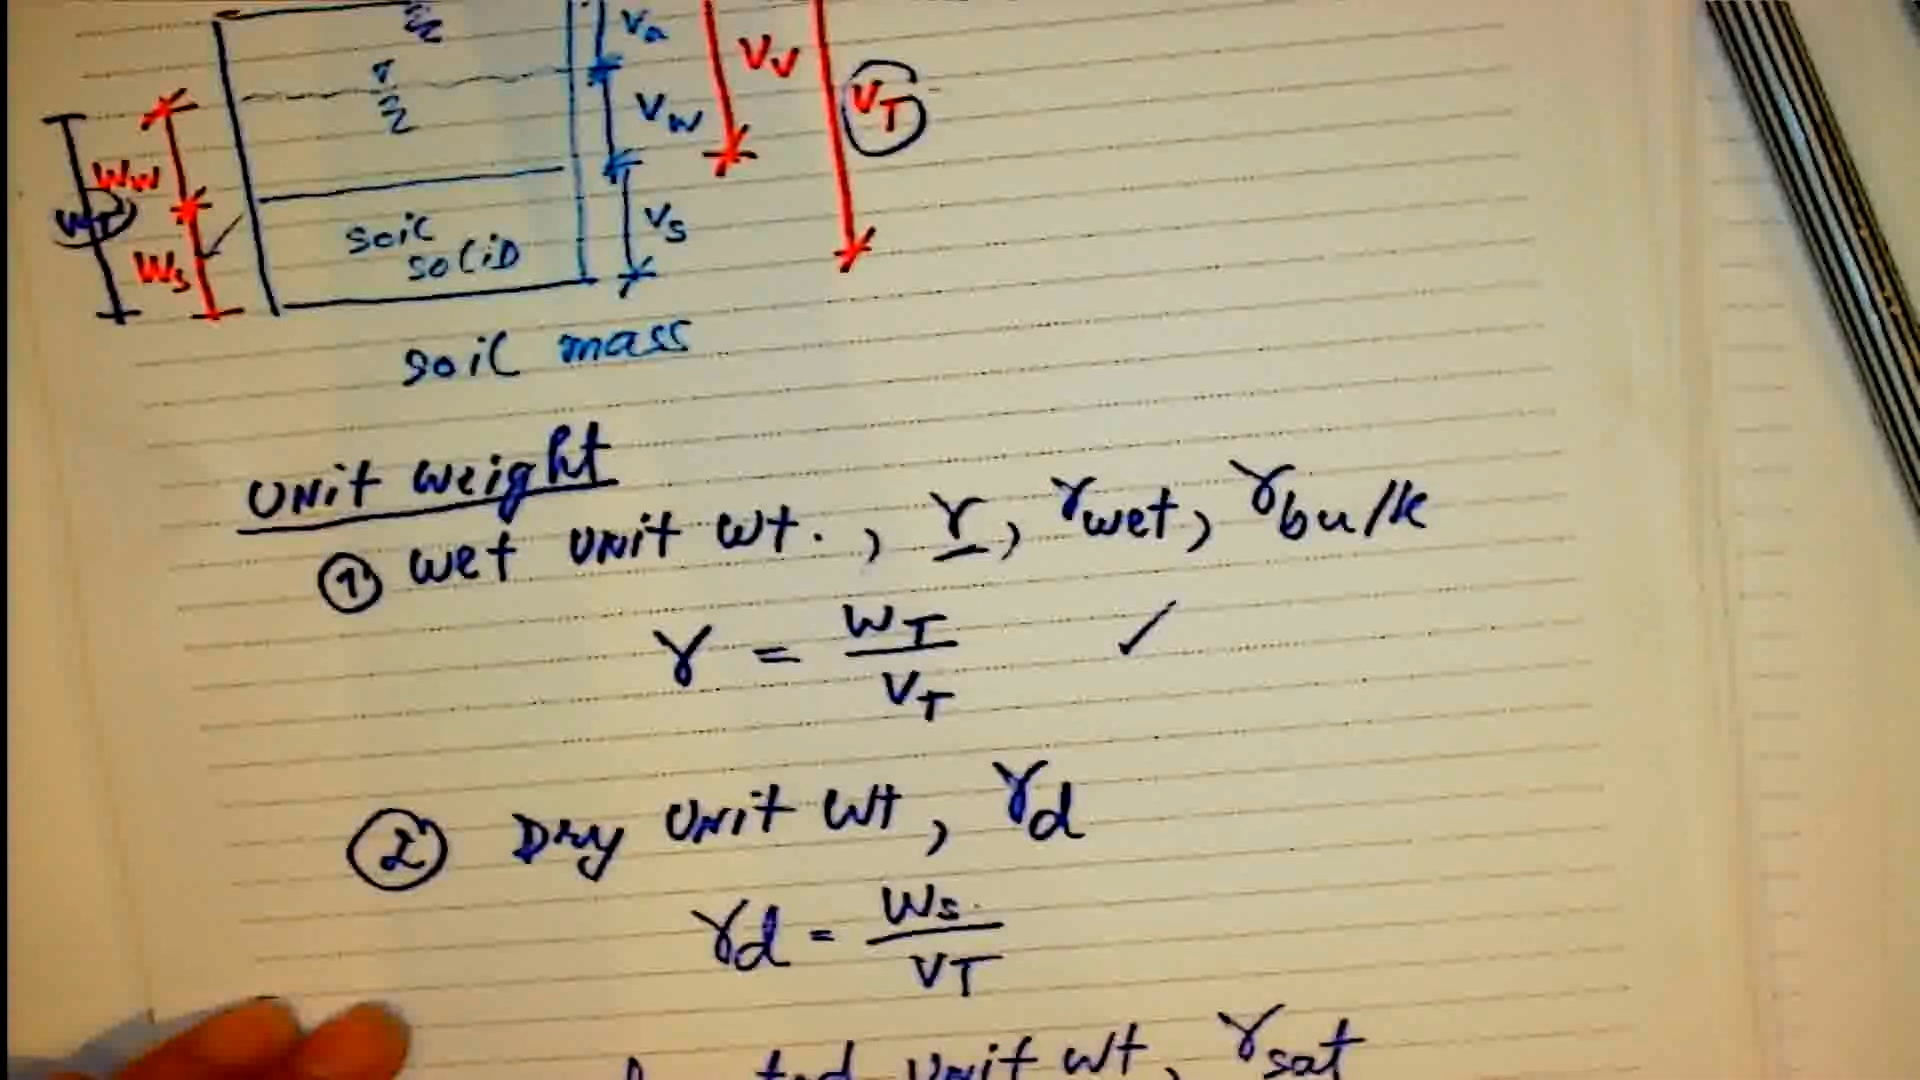 Va
Vv
VT
Vw
Ww
WT
Vs
Ws
soil
solid
soil mass
Unit weight
① wet unit wt., γ, γwet, γbulk
γ = WT / VT ✓
② Dry unit wt, γd
γd = Ws / VT
unit wt, γsat